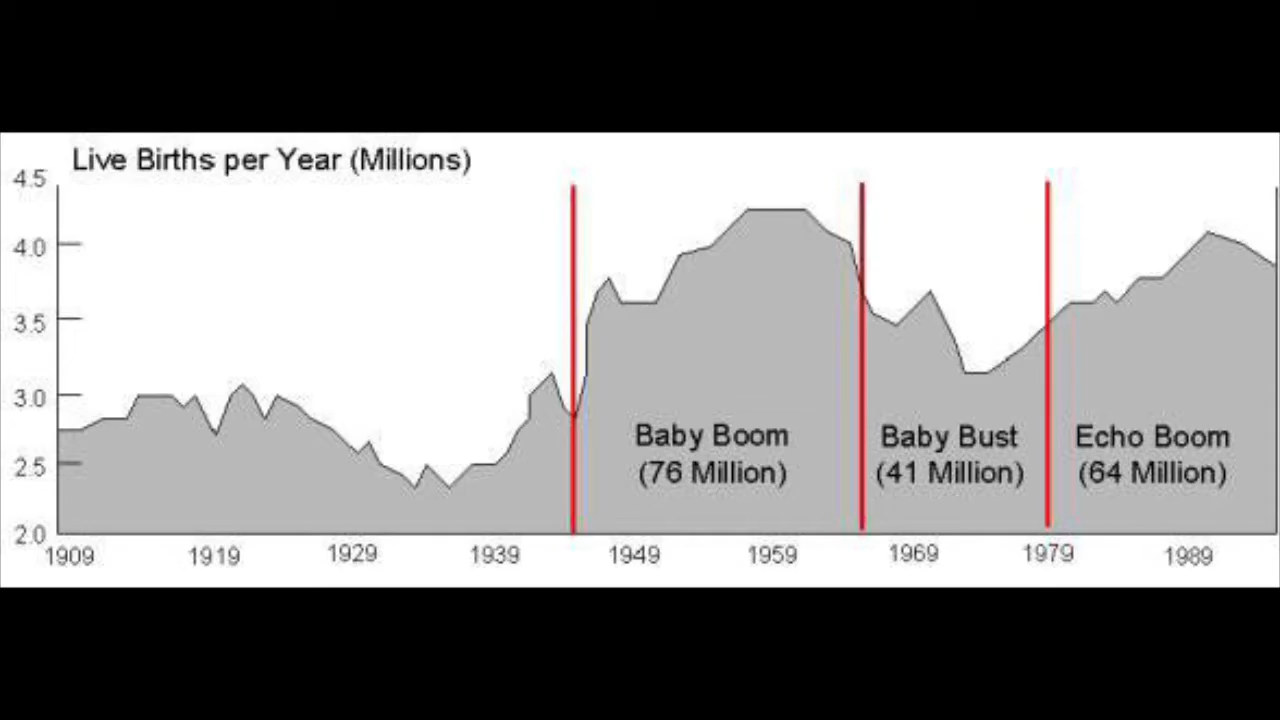 Live Births per Year (Millions)
4.5
4.0
3.5
3.0
2.5
2.0
Baby Boom
(76 Million)
Baby Bust
(41 Million)
Echo Boom
(64 Million)
1909 1919 1929 1939 1949 1959 1969 1979 1989